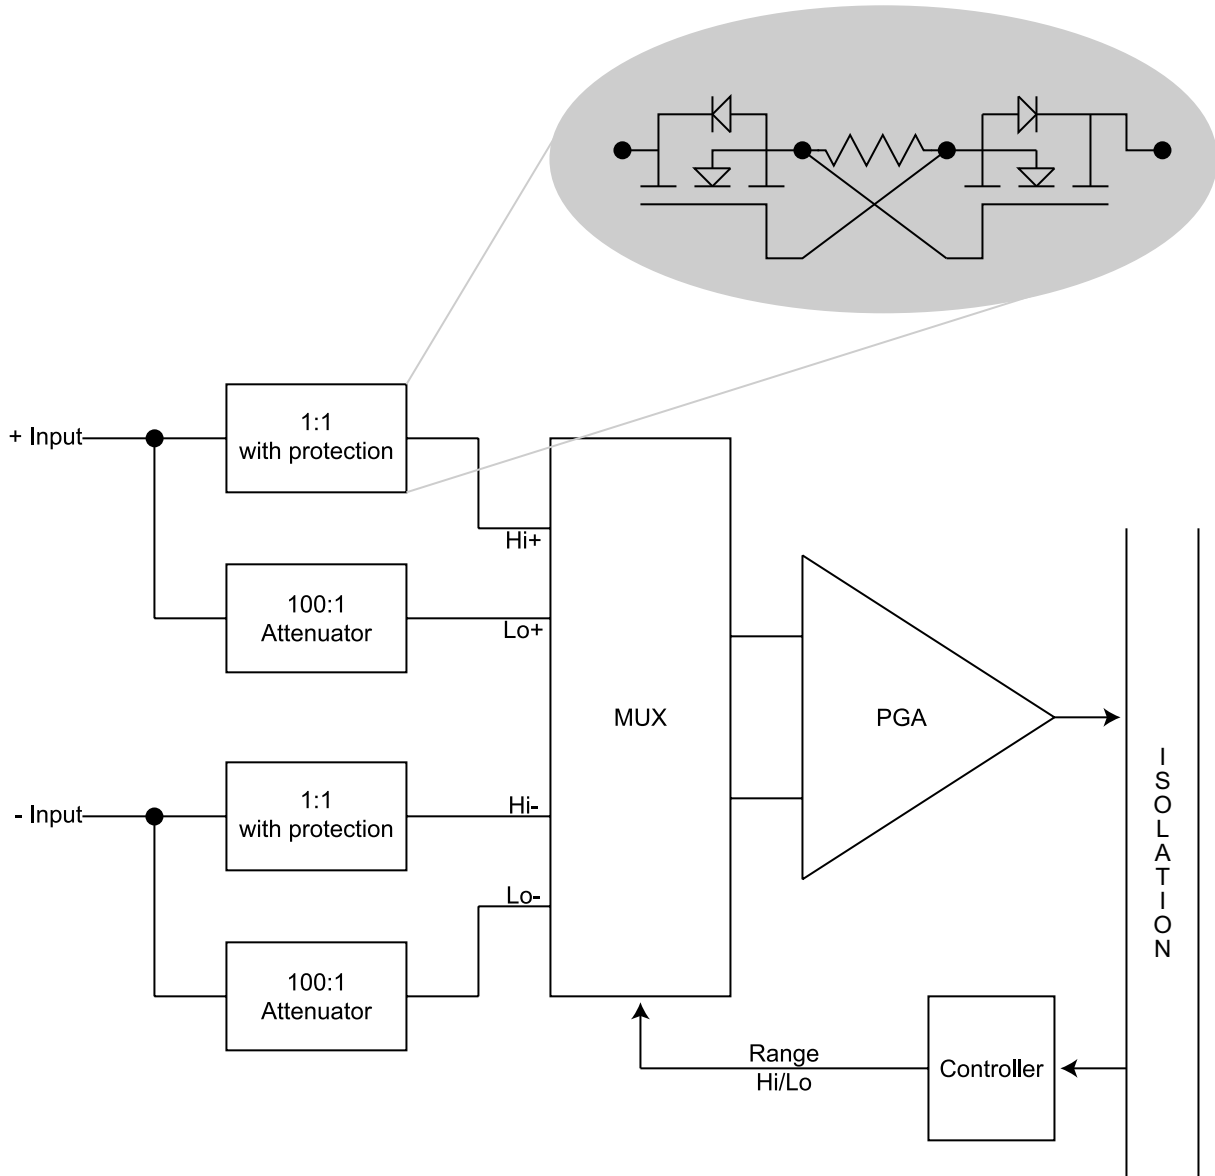 + Input
1:1
with protection
Hi+
100:1
Attenuator
Lo+
MUX
PGA
- Input
1:1
with protection
Hi-
Lo-
100:1
Attenuator
Range
Hi/Lo
Controller
ISOLATION